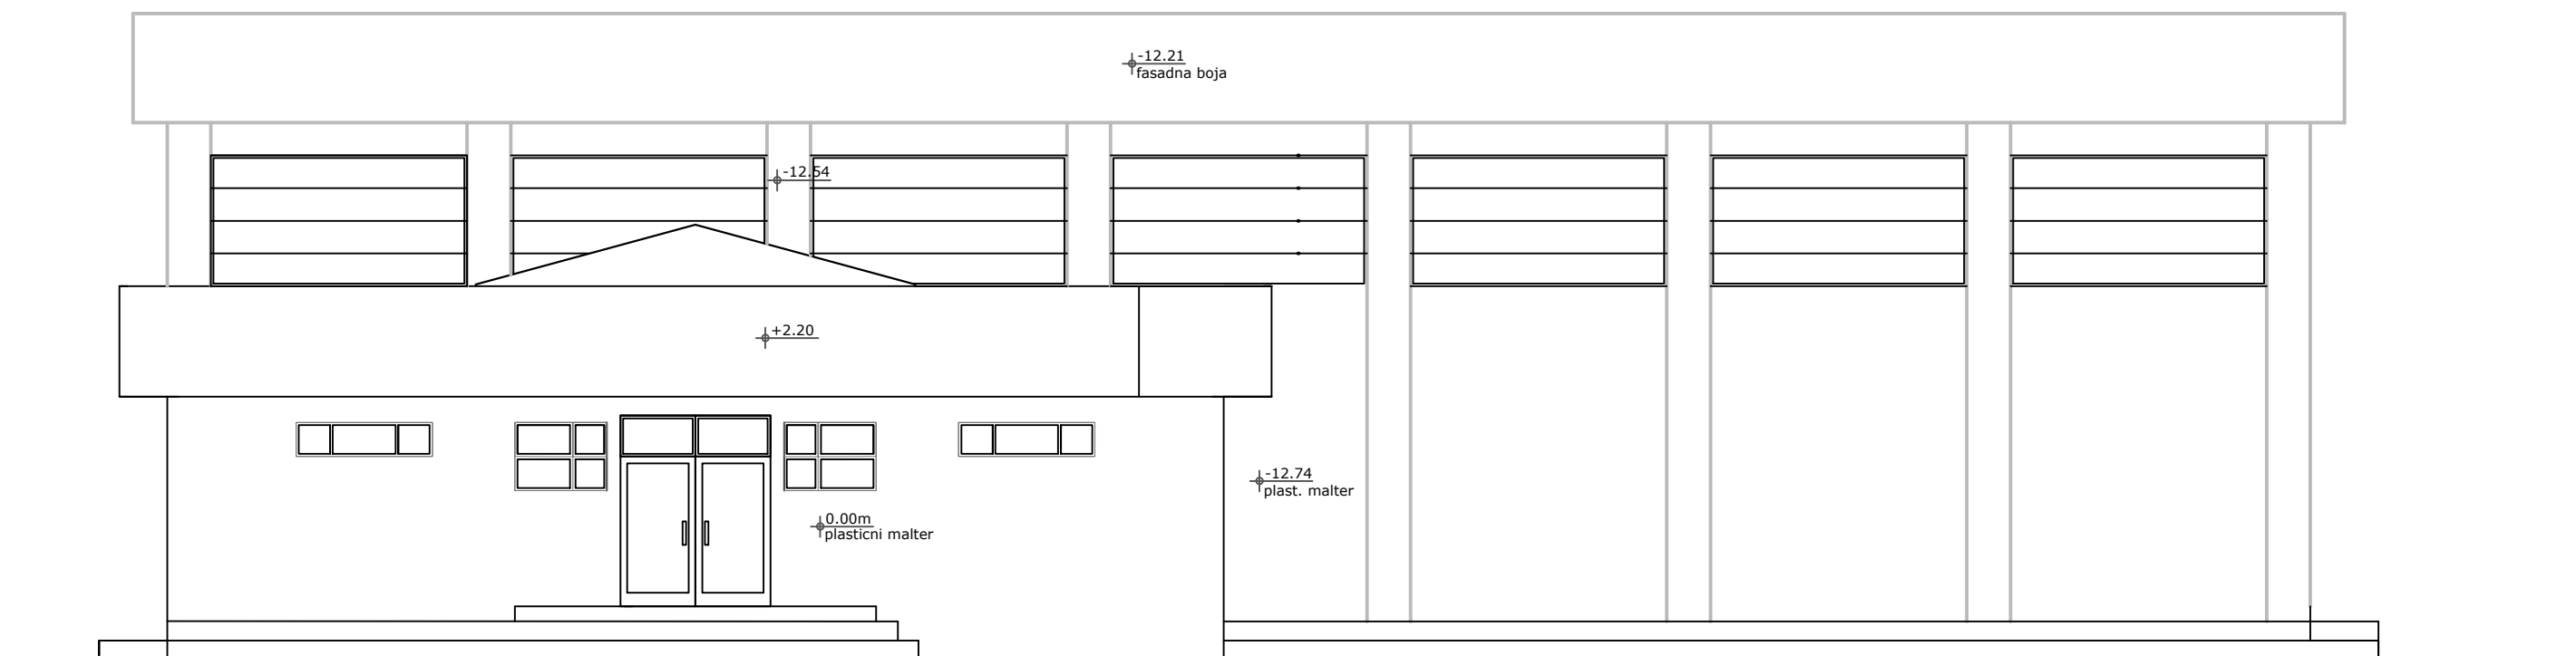 -12.21
fasadna boja
-12.54
+2.20
-12.74
plast. malter
0.00m
plasticni malter